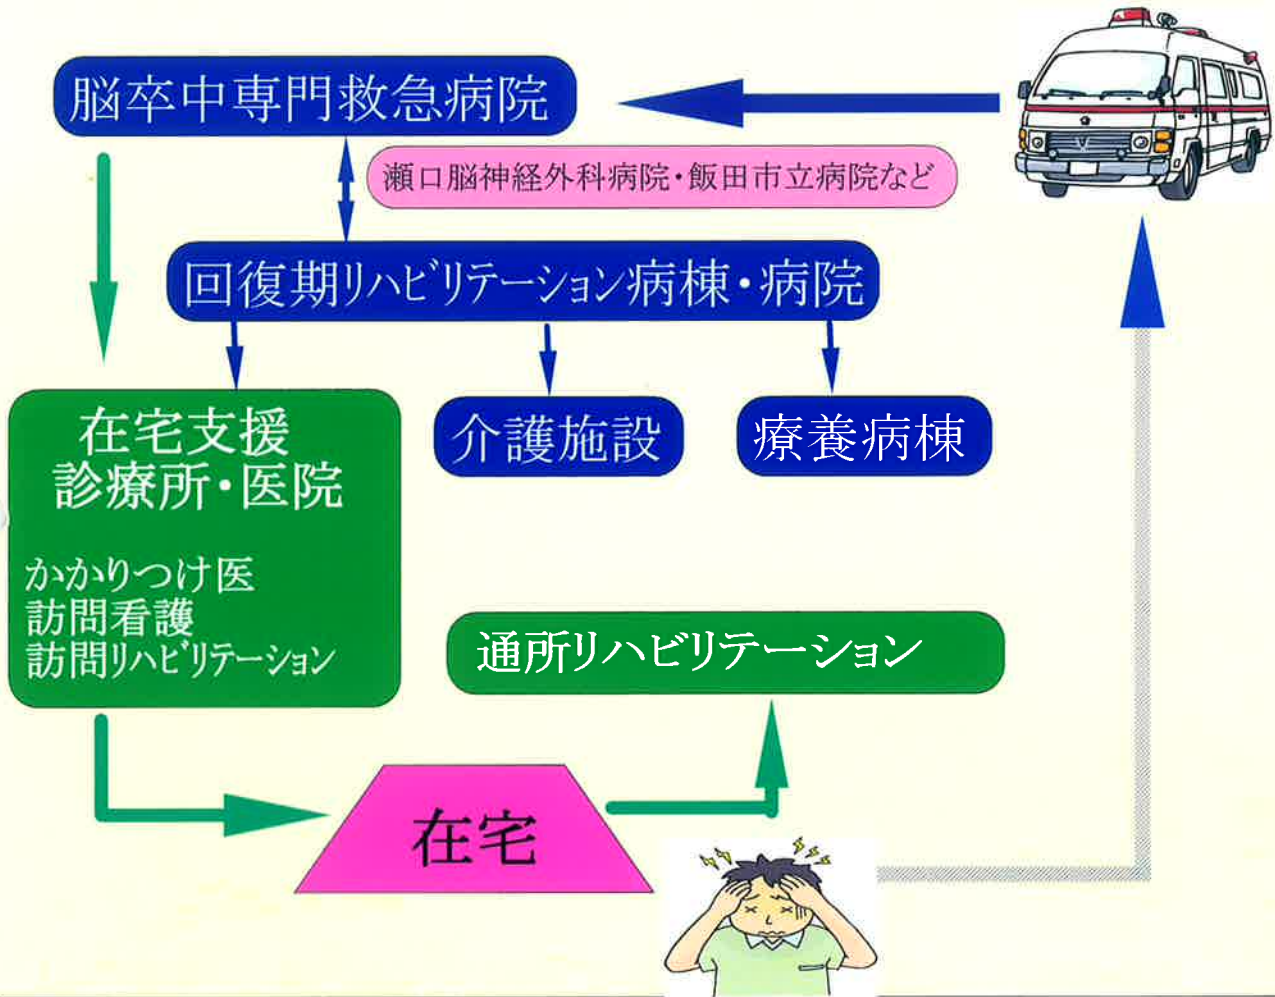 脳卒中専門救急病院
瀬口脳神経外科病院・飯田市立病院など
回復期リハビリテーション病棟・病院
在宅支援
診療所・医院
かかりつけ医
訪問看護
訪問リハビリテーション
介護施設
療養病棟
通所リハビリテーション
在宅